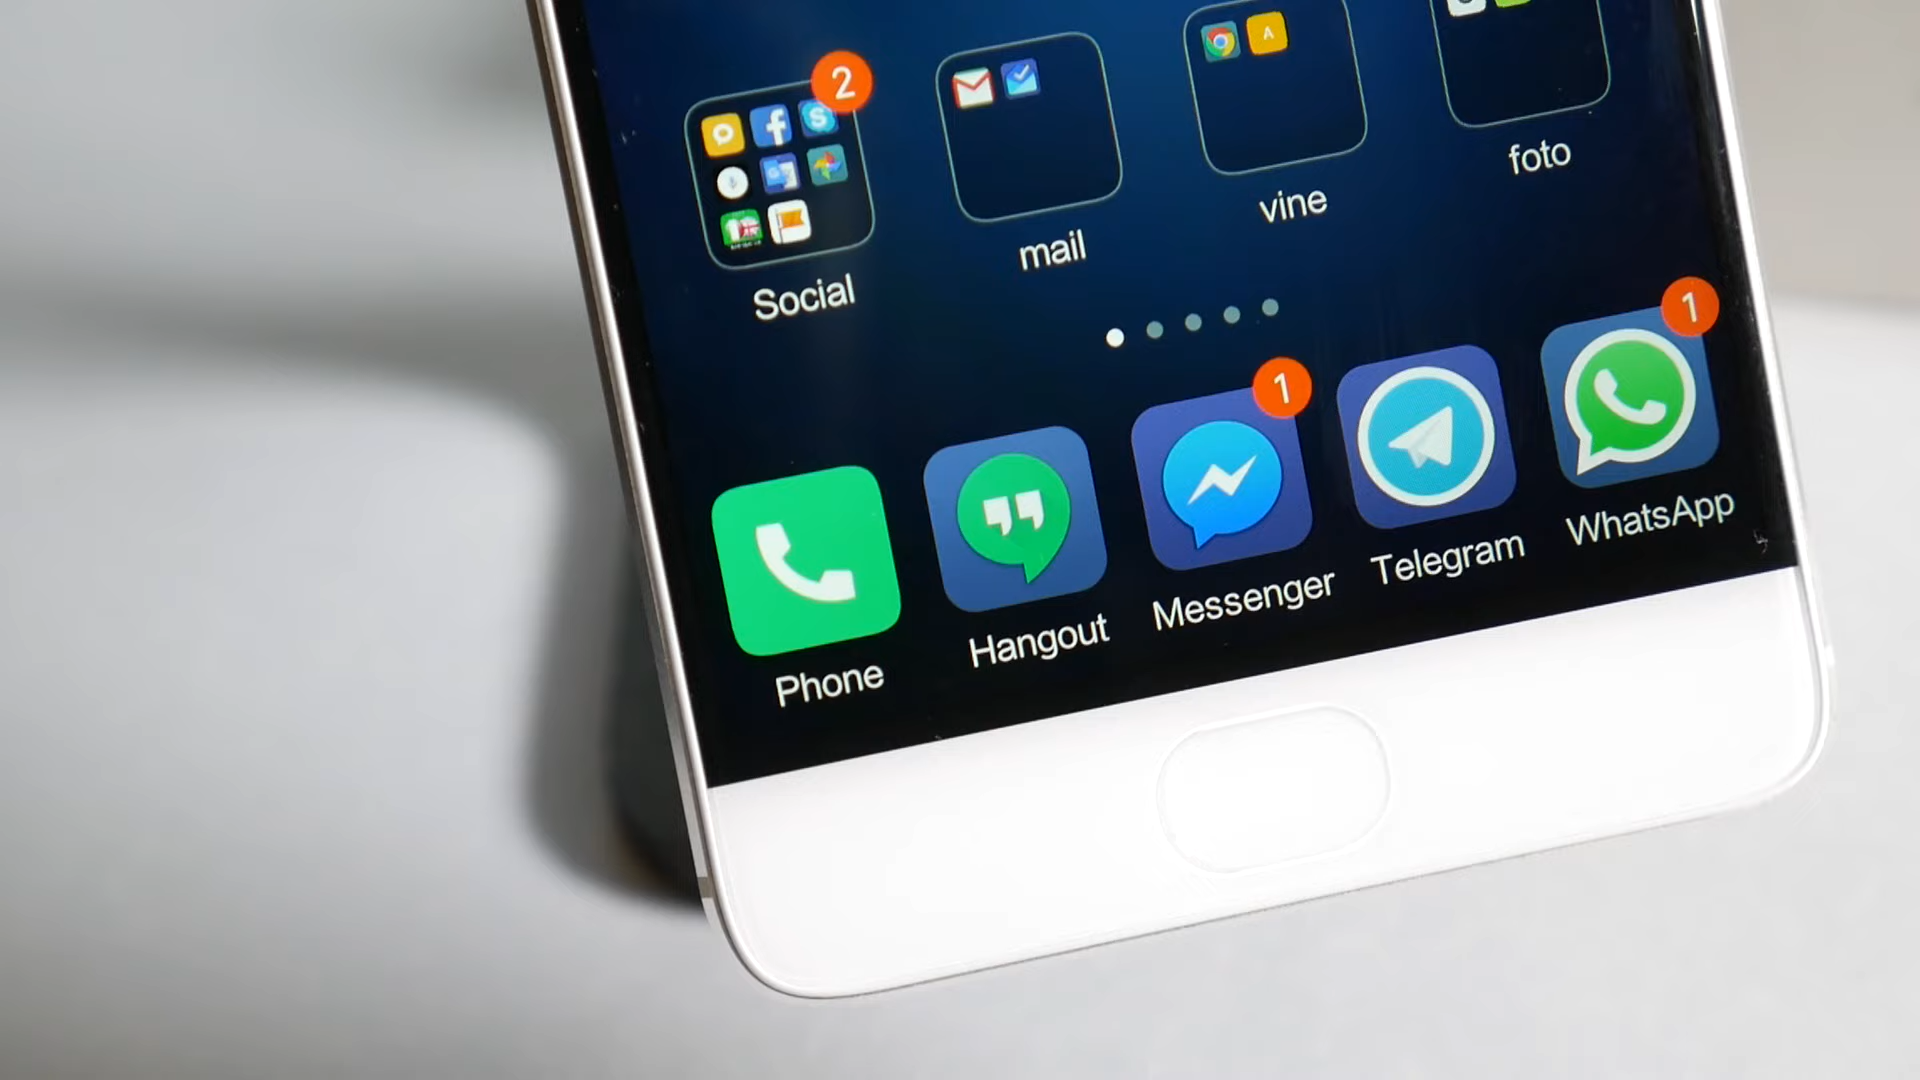 2
Social
mail
vine
foto
1
1
Phone
Hangout
Messenger
Telegram
WhatsApp